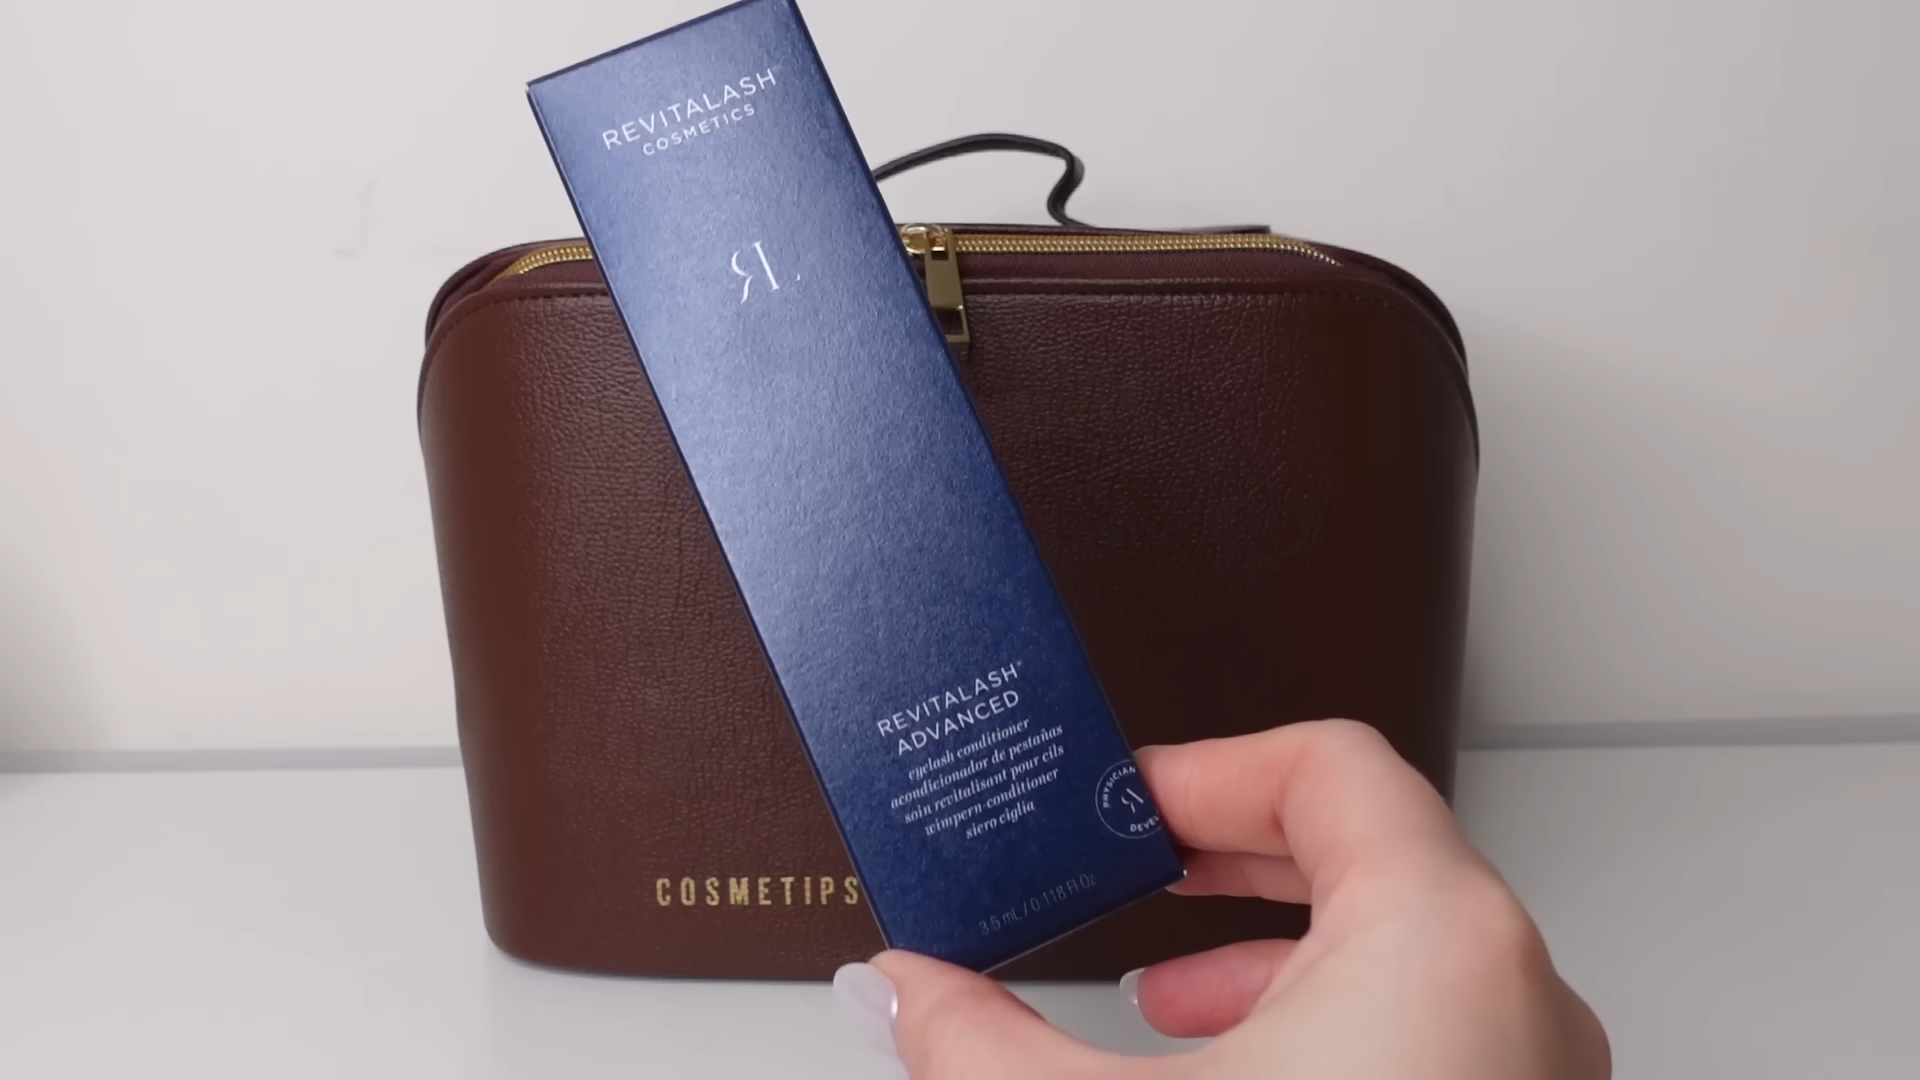 REVITALASH
COSMETICS
REVITALASH®
ADVANCED
eyelash conditioner
acondicionador de pestañas
soin revitalisant pour cils
wimpern-conditioner
siero ciglia
PHYSICIAN
3.5 mL / 0.118 Fl Oz
COSMETIPS